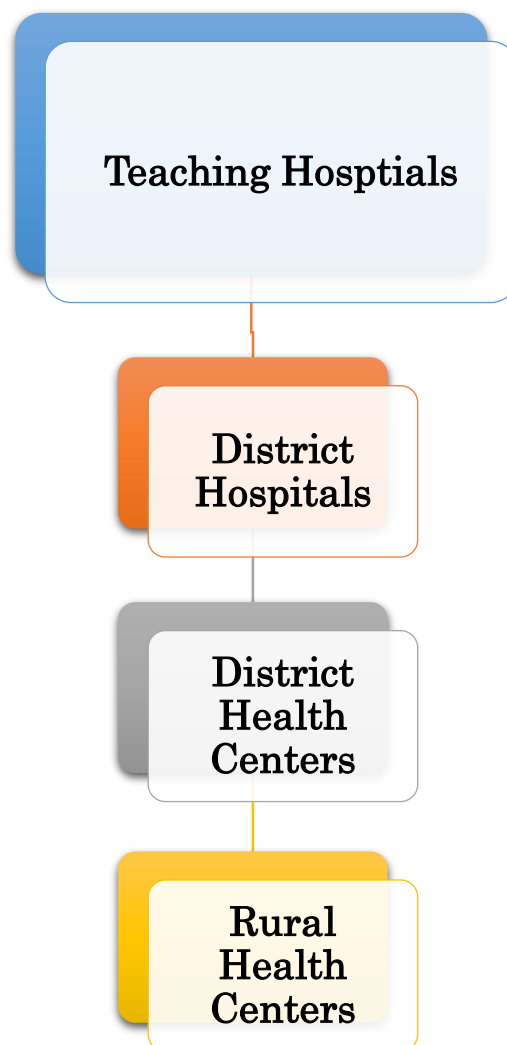 Teaching Hosptials
District
Hospitals
District
Health
Centers
Rural
Health
Centers